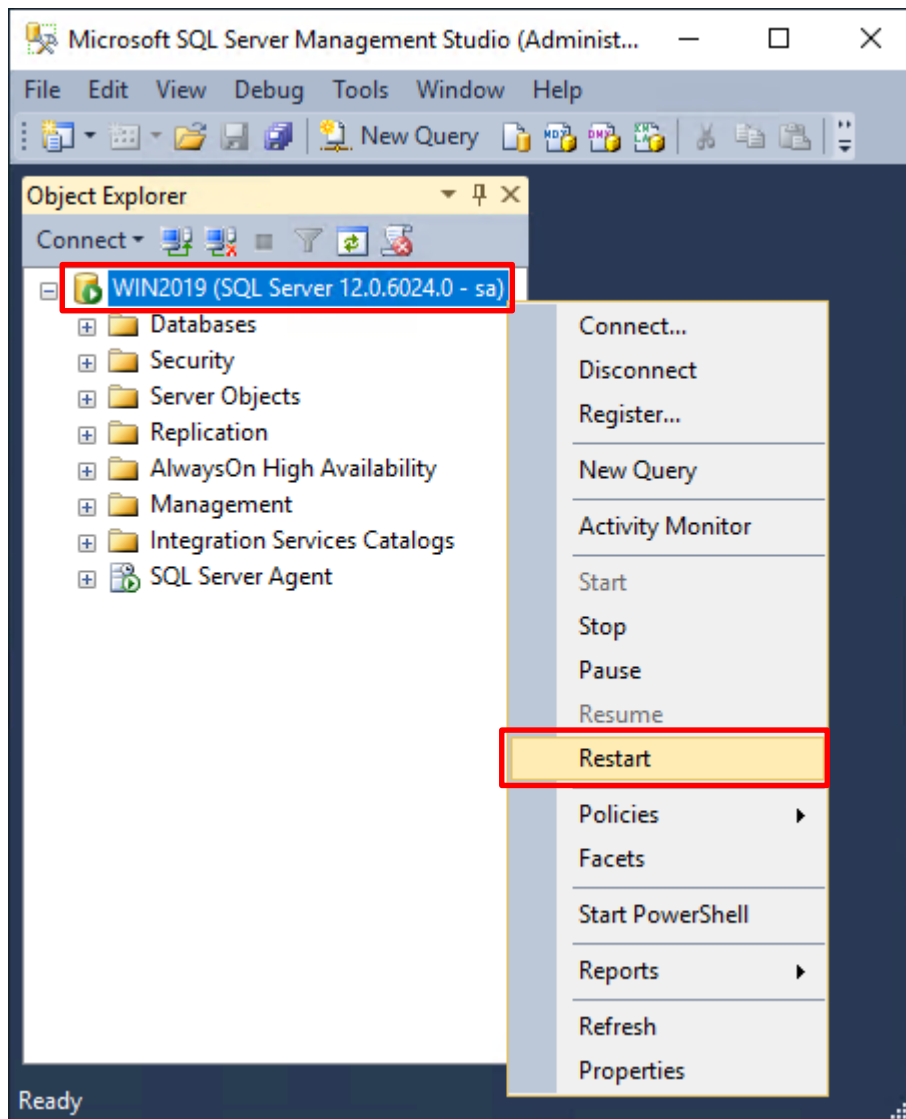 Microsoft SQL Server Management Studio (Administ...
File Edit View Debug Tools Window Help
New Query
Object Explorer
Connect
WIN2019 (SQL Server 12.0.6024.0 - sa)
Databases
Security
Server Objects
Replication
AlwaysOn High Availability
Management
Integration Services Catalogs
SQL Server Agent
Connect...
Disconnect
Register...
New Query
Activity Monitor
Start
Stop
Pause
Resume
Restart
Policies
Facets
Start PowerShell
Reports
Refresh
Properties
Ready